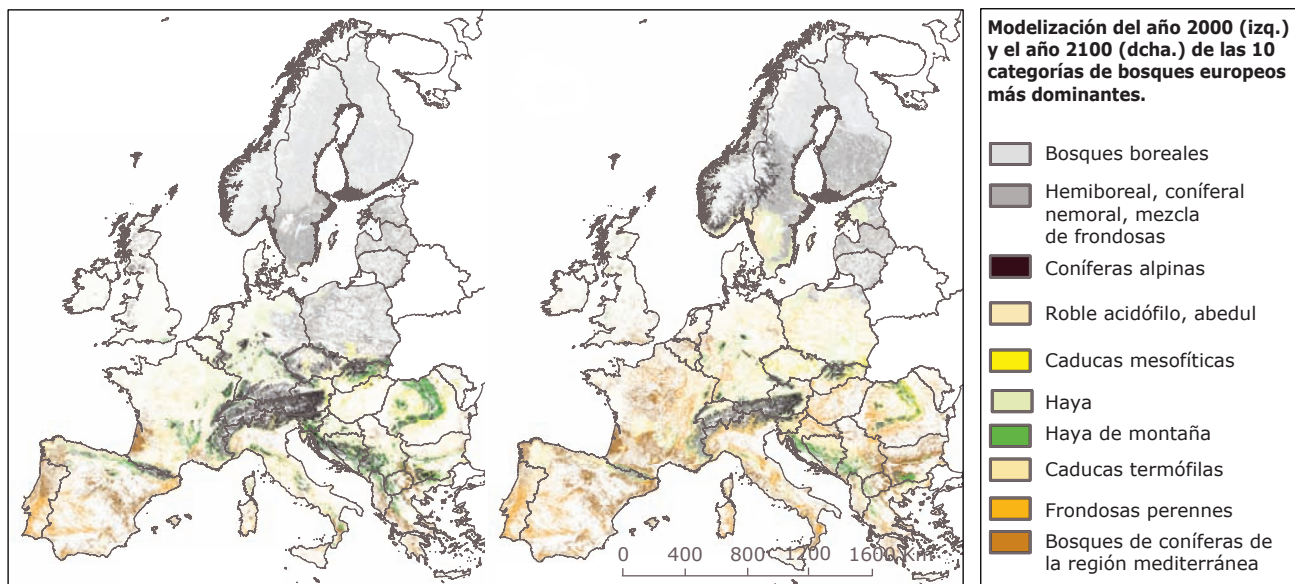 Modelización del año 2000 (izq.)
y el año 2100 (dcha.) de las 10
categorías de bosques europeos
más dominantes.
Bosques boreales
Hemiboreal, coníferal
nemoral, mezcla
de frondosas
Coníferas alpinas
Roble acidófilo, abedul
Caducas mesofíticas
Haya
Haya de montaña
Caducas termófilas
Frondosas perennes
Bosques de coníferas de
la región mediterránea
0 400 800 1200 1600 Km